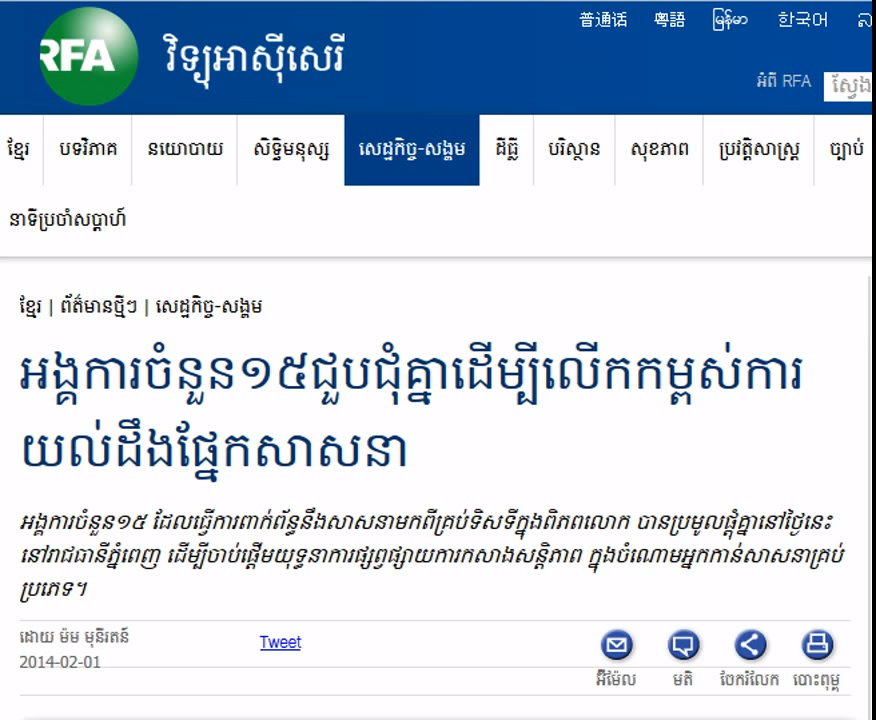 普通话 粤語 မြန်မာ 한국어
RFA វិទ្យុអាស៊ីសេរី
អំពី RFA ស្វែង
ខ្មែរ បទវិភាគ នយោបាយ សិទ្ធិមនុស្ស សេដ្ឋកិច្ច-សង្គម ដីធ្លី បរិស្ថាន សុខភាព ប្រវត្តិសាស្ត្រ ច្បាប់
នាទីប្រចាំសប្ដាហ៍
ខ្មែរ | ព័ត៌មានថ្មីៗ | សេដ្ឋកិច្ច-សង្គម
អង្គការចំនួន១៥ជួបជុំគ្នាដើម្បីលើកកម្ពស់ការ
យល់ដឹងផ្នែកសាសនា
អង្គការចំនួន១៥ ដែលធ្វើការពាក់ព័ន្ធនឹងសាសនាមកពីគ្រប់ទិសទីក្នុងពិភពលោក បានប្រមូលផ្ដុំគ្នានៅថ្ងៃនេះ
នៅរាជធានីភ្នំពេញ ដើម្បីចាប់ផ្ដើមយុទ្ធនាការផ្សព្វផ្សាយការកសាងសន្តិភាព ក្នុងចំណោមអ្នកកាន់សាសនាគ្រប់
ប្រភេទ។
ដោយ ម៉ម មុនីរតន៍
2014-02-01
Tweet
អ៊ីម៉ែល មតិ ចែករំលែក បោះពុម្ព